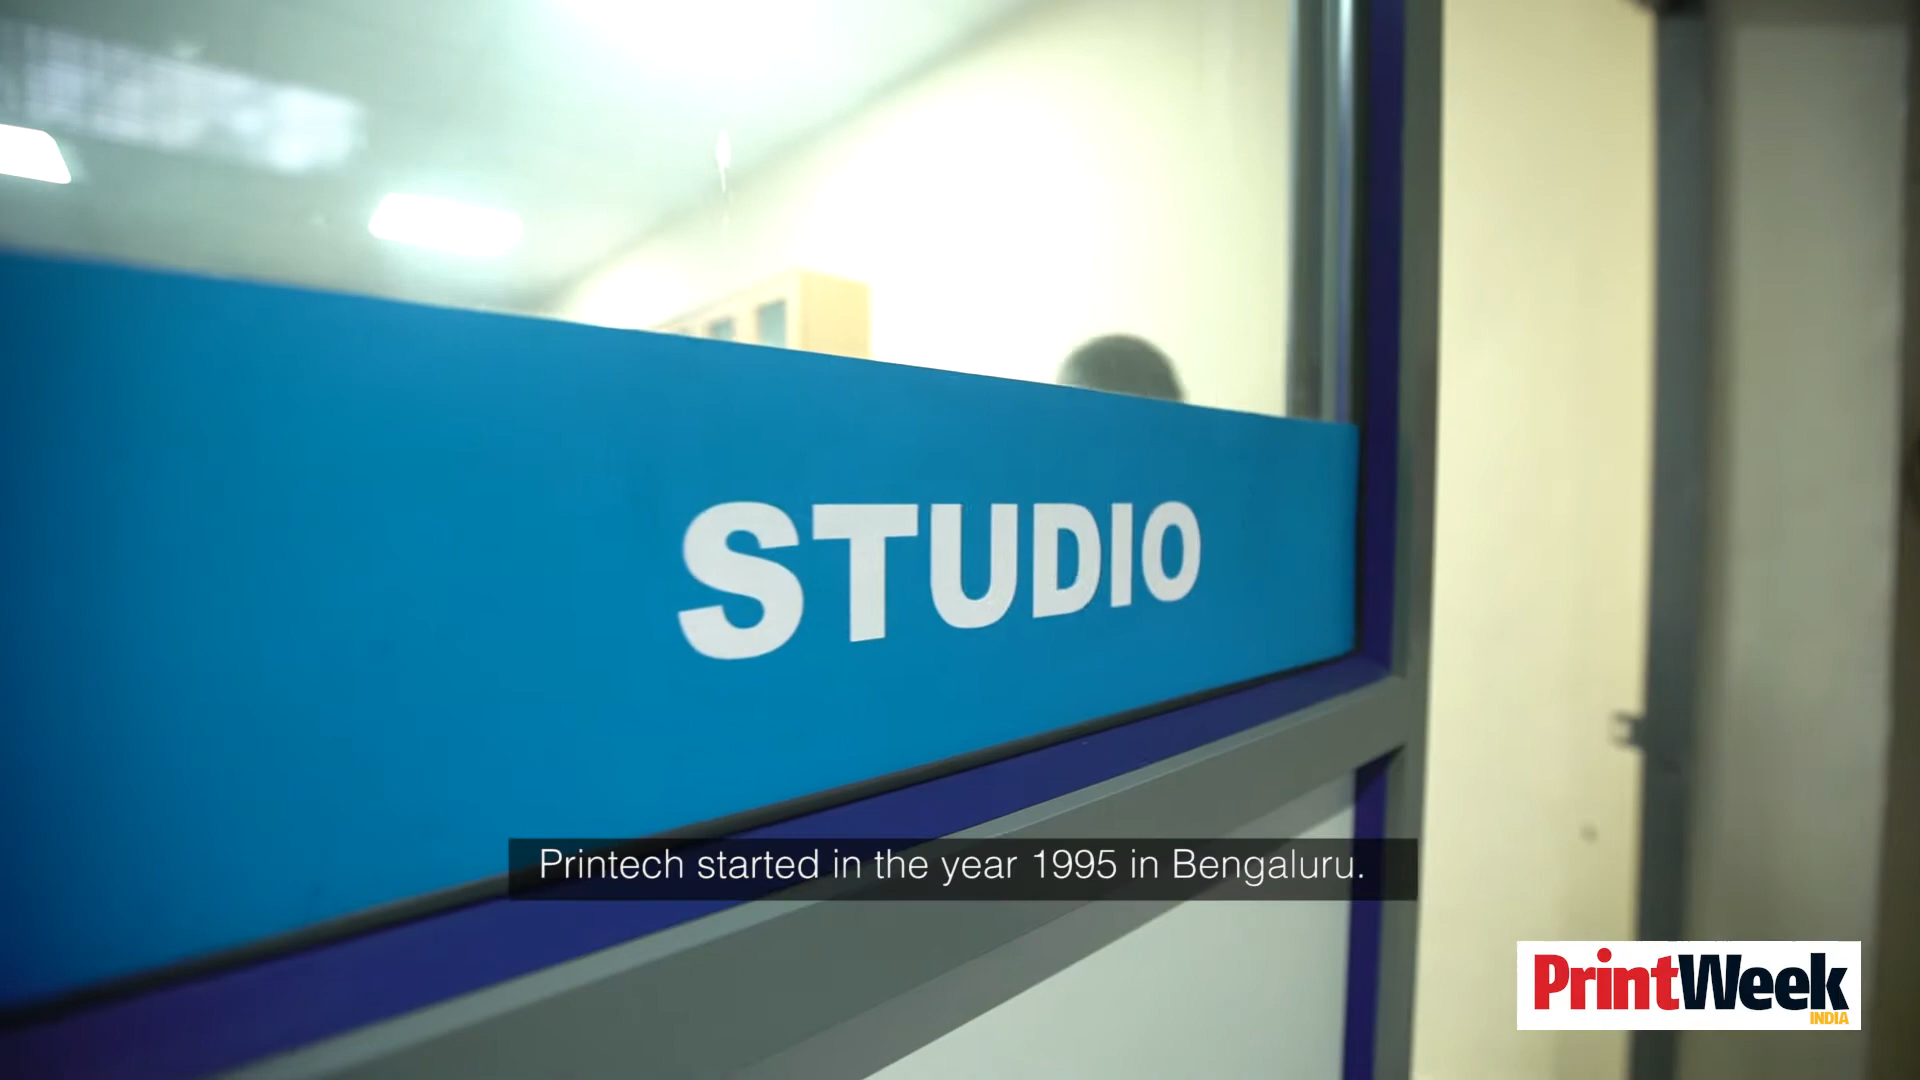 STUDIO
Printech started in the year 1995 in Bengaluru.
PrintWeek
INDIA